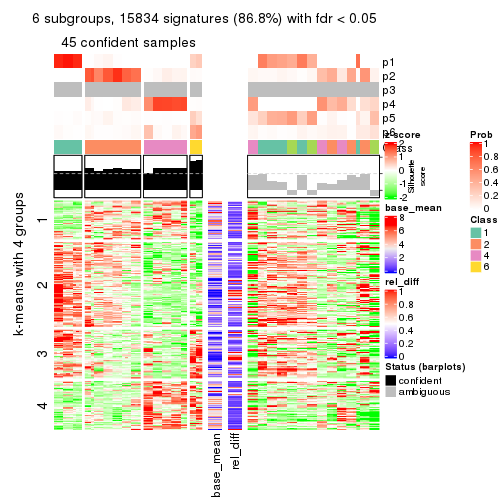 6 subgroups, 15834 signatures (86.8%) with fdr < 0.05
45 confident samples
p1
p2
p3
p4
p5
p6
Class
z-score
2
1
0
-1
-2
Silhouette
score
base_mean
8
6
4
2
0
rel_diff
1
0.8
0.6
0.4
0.2
0
Status (barplots)
confident
ambiguous
Prob
1
0.8
0.6
0.4
0.2
0
Class
1
2
4
6
k-means with 4 groups
1
2
3
4
base_mean
rel_diff